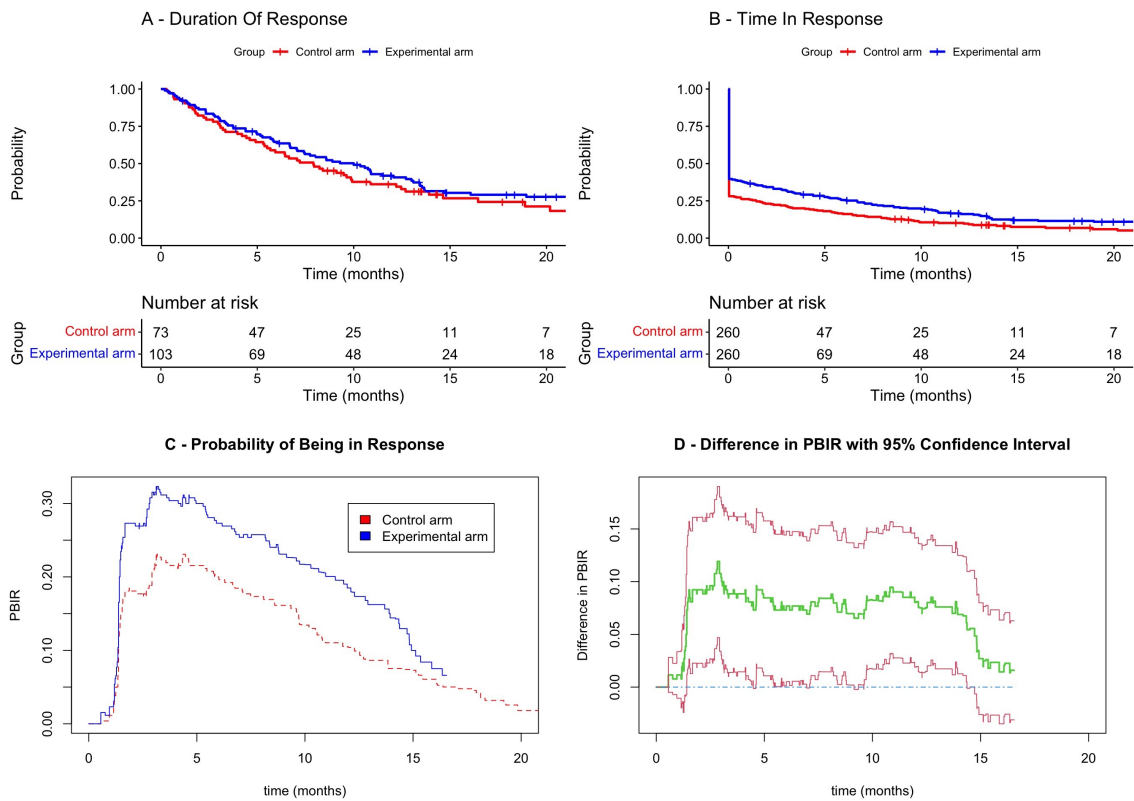 A - Duration Of Response
Group Control arm Experimental arm
Probability
1.00
0.75
0.50
0.25
0.00
0 5 10 15 20
Time (months)
Number at risk
Group
Control arm 73 47 25 11 7
Experimental arm 103 69 48 24 18
0 5 10 15 20
Time (months)
B - Time In Response
Group Control arm Experimental arm
Probability
1.00
0.75
0.50
0.25
0.00
0 5 10 15 20
Time (months)
Number at risk
Group
Control arm 260 47 25 11 7
Experimental arm 260 69 48 24 18
0 5 10 15 20
Time (months)
C - Probability of Being in Response
PBIR
0.30
0.20
0.10
0.00
Control arm
Experimental arm
0 5 10 15 20
time (months)
D - Difference in PBIR with 95% Confidence Interval
Difference in PBIR
0.15
0.10
0.05
0.00
0 5 10 15 20
time (months)